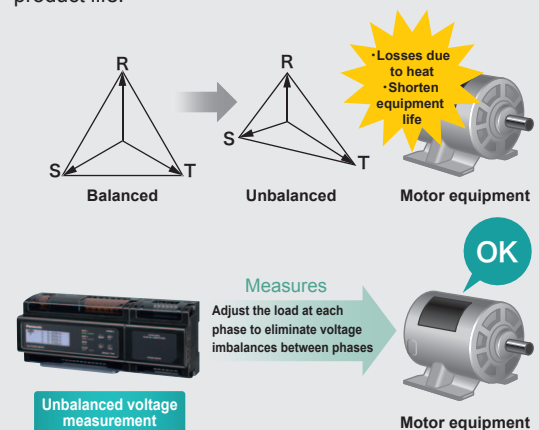 product life.
R
S
T
Balanced
R
S
T
Unbalanced
・Losses due
to heat
・Shorten
equipment
life
Motor equipment
OK
Measures
Adjust the load at each
phase to eliminate voltage
imbalances between phases
Panasonic
Unbalanced voltage
measurement
Motor equipment